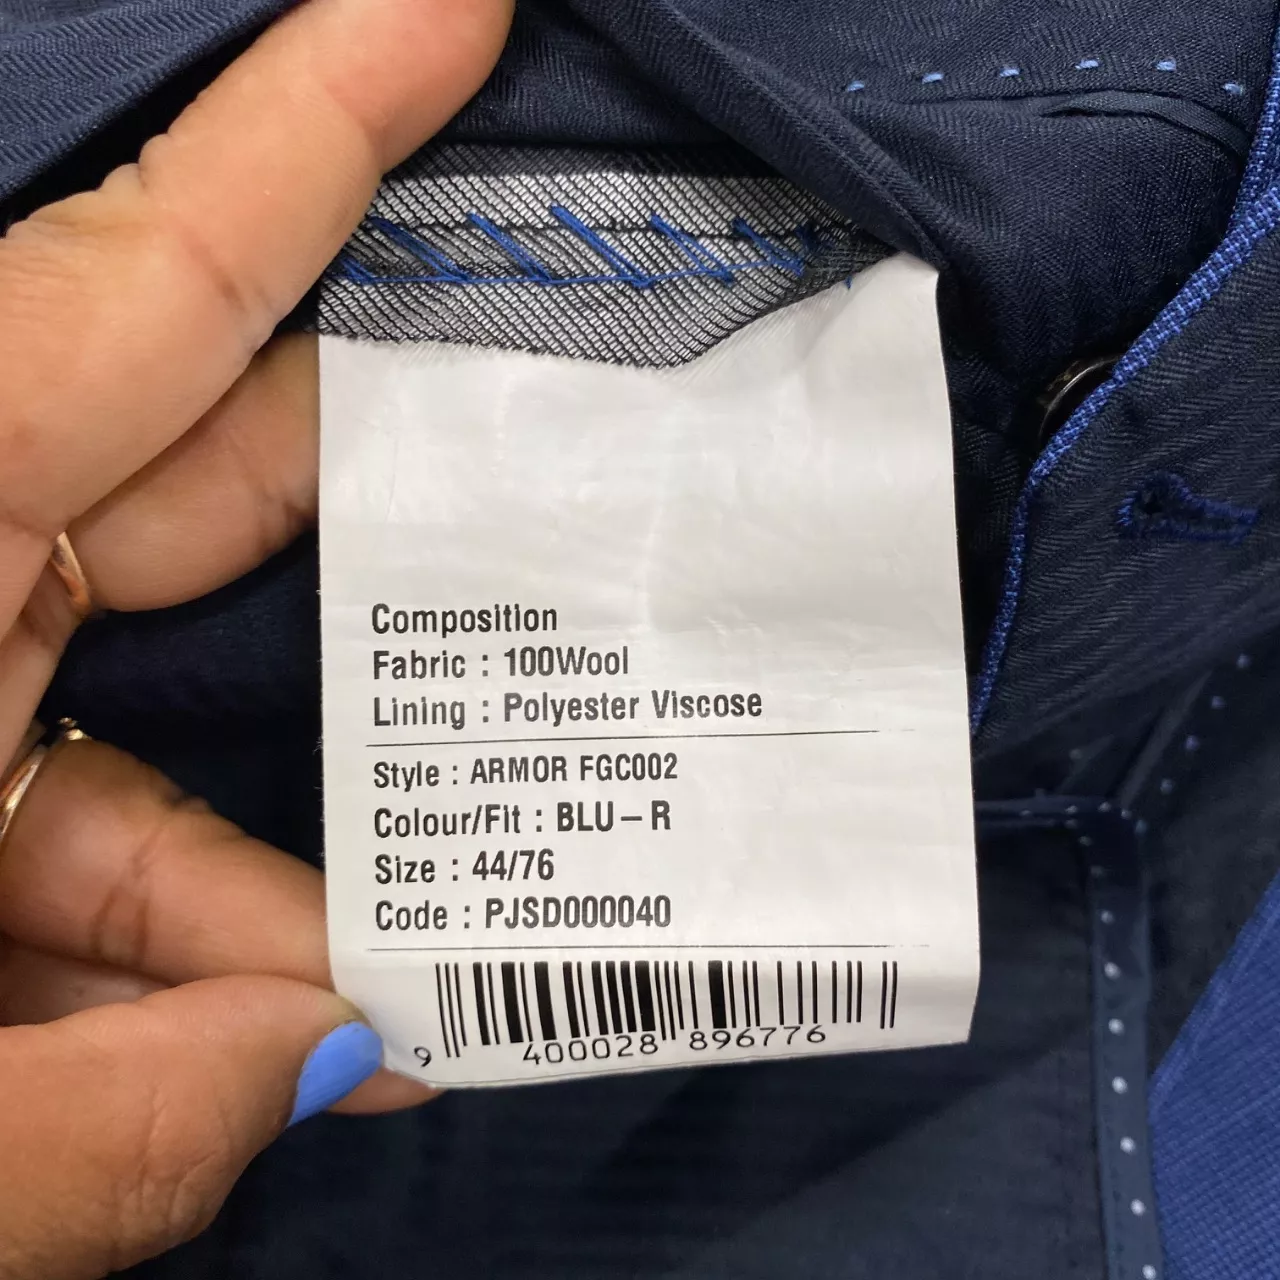 Composition
Fabric : 100Wool
Lining : Polyester Viscose
Style : ARMOR FGC002
Colour/Fit : BLU-R
Size : 44/76
Code : PJSD000040
9 400028 896776